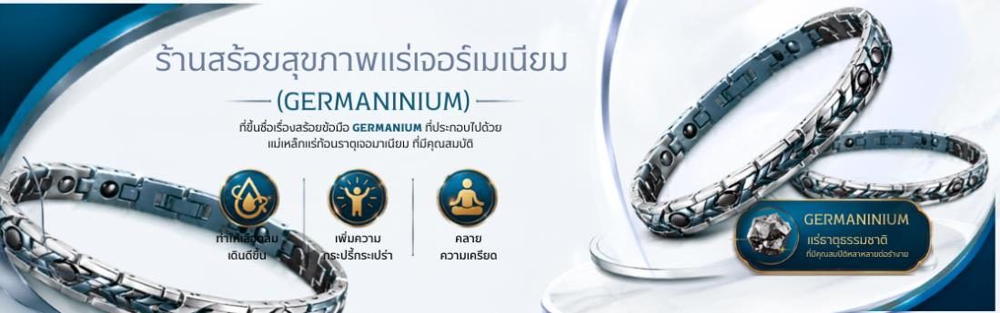 ร้านสร้อยสุขภาพแร่เจอร์เมเนียม
(GERMANINIUM)
ที่ขึ้นชื่อเรื่องสร้อยข้อมือ GERMANIUM ที่ประกอบไปด้วย
แม่เหล็กแร่ก้อนราตุเจอมาเนียม ที่มีคุณสมบัติ
ทำให้เลือดลม
เดินดีขึ้น
เพิ่มความ
กระปรี้กระเปร่า
คลาย
ความเครียด
GERMANINIUM
แร่ธาตุธรรมชาติ
ที่มีคุณสมบัติหลาหลายต่อร่างาย